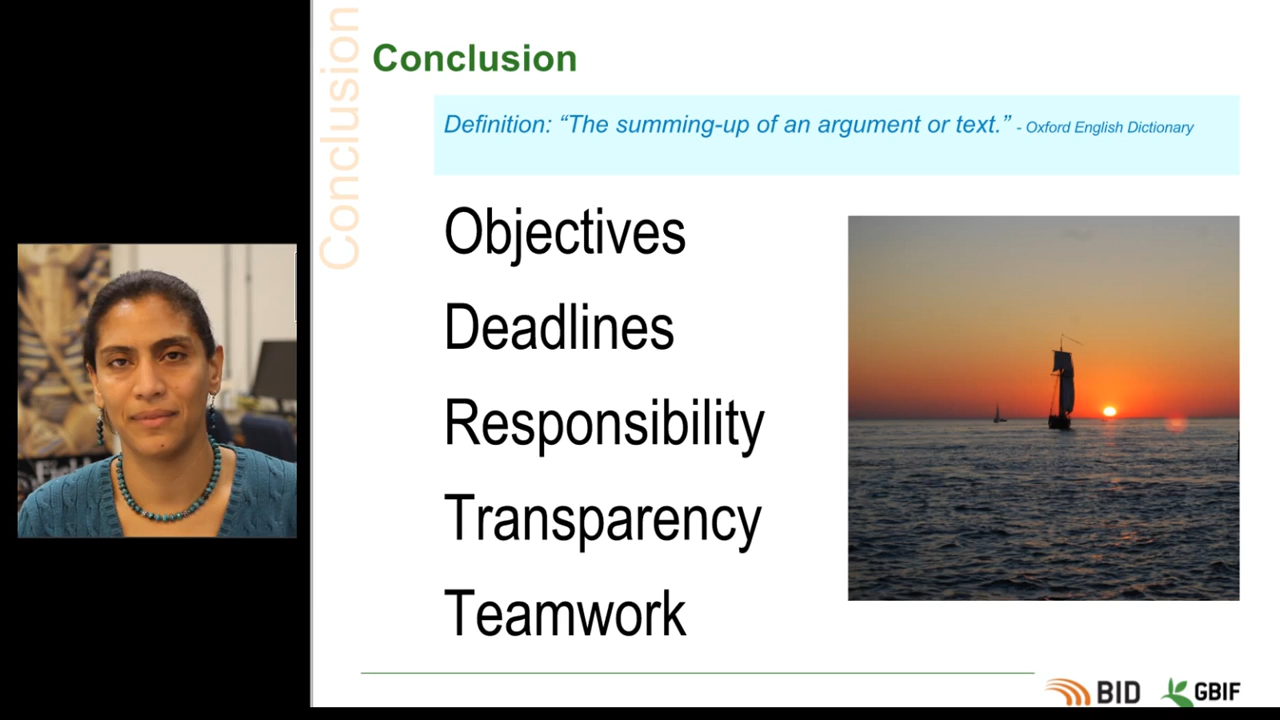 Conclusion
Conclusion
Definition: “The summing-up of an argument or text.” - Oxford English Dictionary
Objectives
Deadlines
Responsibility
Transparency
Teamwork
BID
GBIF